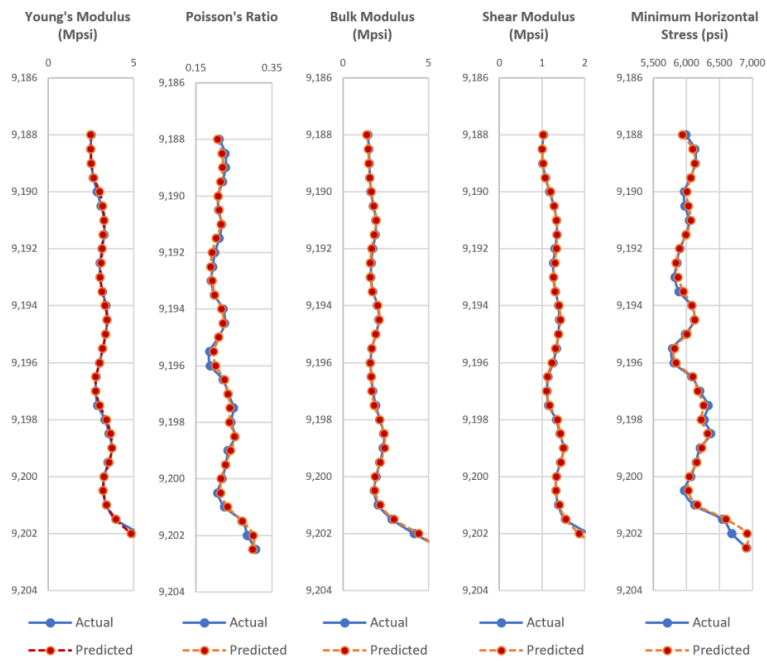 Young's Modulus
(Mpsi)
0 5
9,186
9,188
9,190
9,192
9,194
9,196
9,198
9,200
9,202
9,204
Actual
Predicted
Poisson's Ratio
0.15 0.35
9,186
9,188
9,190
9,192
9,194
9,196
9,198
9,200
9,202
9,204
Actual
Predicted
Bulk Modulus
(Mpsi)
0 5
9,186
9,188
9,190
9,192
9,194
9,196
9,198
9,200
9,202
9,204
Actual
Predicted
Shear Modulus
(Mpsi)
0 1 2
9,186
9,188
9,190
9,192
9,194
9,196
9,198
9,200
9,202
9,204
Actual
Predicted
Minimum Horizontal
Stress (psi)
5,500 6,000 6,500 7,000
9,186
9,188
9,190
9,192
9,194
9,196
9,198
9,200
9,202
9,204
Actual
Predicted